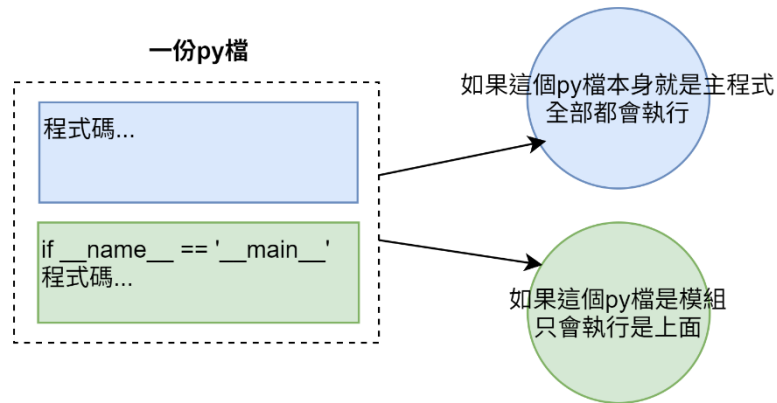 一份py檔
程式碼...
if __name__ == '__main__'
程式碼...
如果這個py檔本身就是主程式
全部都會執行
如果這個py檔是模組
只會執行是上面